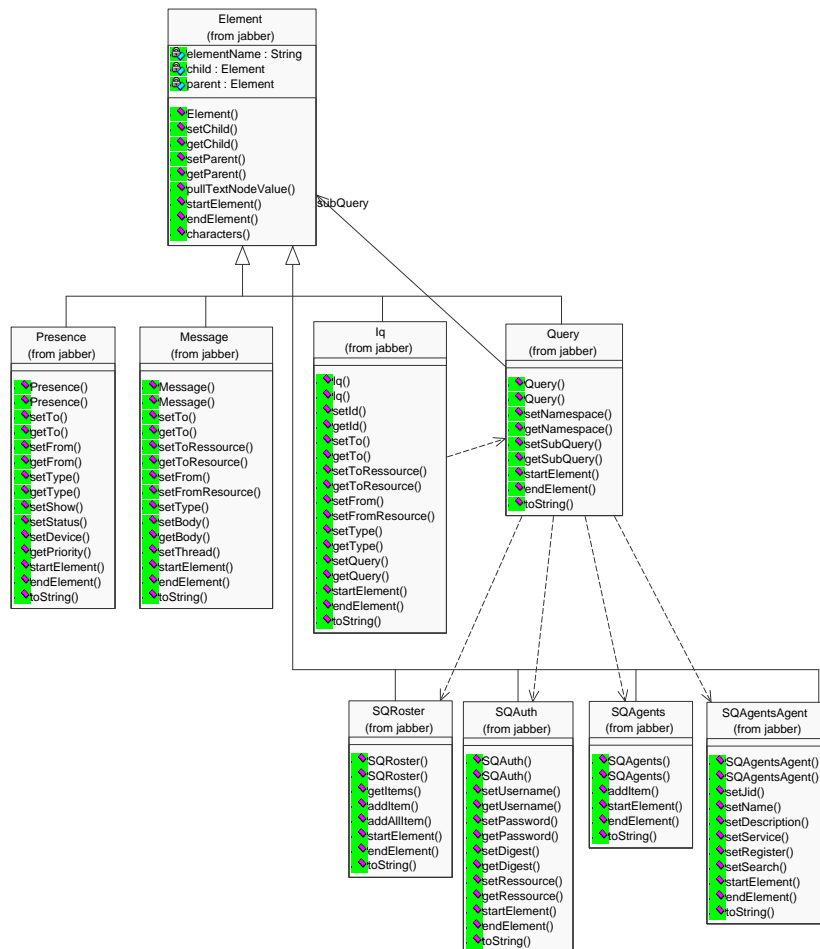 Element
(from jabber)
elementName : String
child : Element
parent : Element
Element()
setChild()
getChild()
setParent()
getParent()
pullTextNodeValue()
startElement()
endElement()
characters()
subQuery
Presence
(from jabber)
Presence()
Presence()
setTo()
getTo()
setFrom()
getFrom()
setType()
getType()
setShow()
setStatus()
setDevice()
getPriority()
startElement()
endElement()
toString()
Message
(from jabber)
Message()
Message()
setTo()
getTo()
setToRessource()
getToResource()
setFrom()
setFromResource()
setType()
setBody()
getBody()
setThread()
startElement()
endElement()
toString()
Iq
(from jabber)
Iq()
Iq()
setId()
getId()
setTo()
getTo()
setToRessource()
getToResource()
setFrom()
setFromResource()
setType()
getType()
setQuery()
getQuery()
startElement()
endElement()
toString()
Query
(from jabber)
Query()
Query()
setNamespace()
getNamespace()
setSubQuery()
getSubQuery()
startElement()
endElement()
toString()
SQRoster
(from jabber)
SQRoster()
SQRoster()
getItems()
addItem()
addAllItem()
startElement()
endElement()
toString()
SQAuth
(from jabber)
SQAuth()
SQAuth()
setUsername()
getUsername()
setPassword()
getPassword()
setDigest()
getDigest()
setRessource()
getRessource()
startElement()
endElement()
toString()
SQAgents
(from jabber)
SQAgents()
SQAgents()
addItem()
startElement()
endElement()
toString()
SQAgentsAgent
(from jabber)
SQAgentsAgent()
SQAgentsAgent()
setJid()
setName()
setDescription()
setService()
setRegister()
setSearch()
startElement()
endElement()
toString()